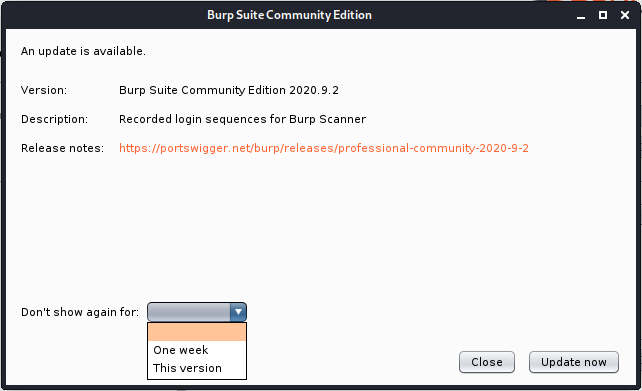 Burp Suite Community Edition
An update is available.
Version: Burp Suite Community Edition 2020.9.2
Description: Recorded login sequences for Burp Scanner
Release notes: https://portswigger.net/burp/releases/professional-community-2020-9-2
Don't show again for:
One week
This version
Close Update now